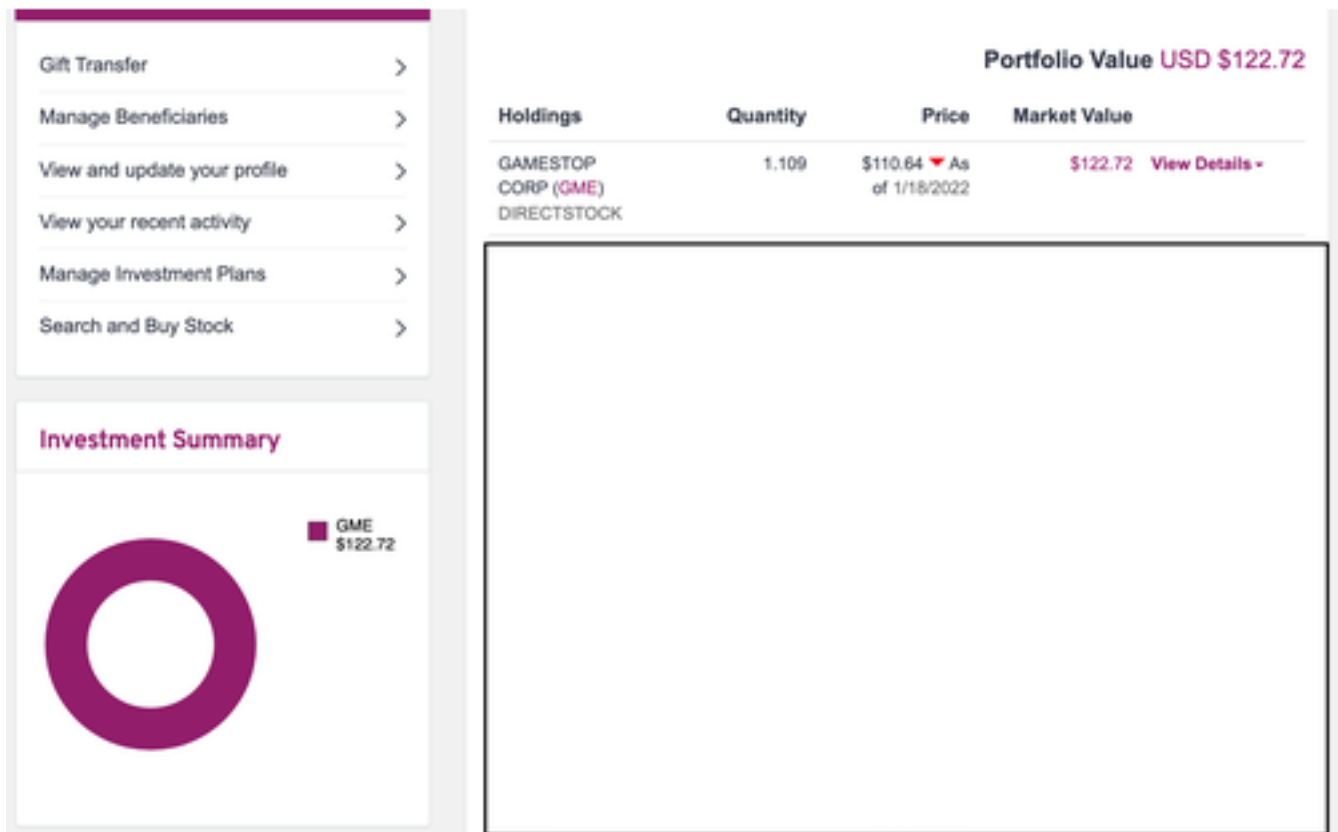 Gift Transfer
Manage Beneficiaries
View and update your profile
View your recent activity
Manage Investment Plans
Search and Buy Stock
Investment Summary
GME
$122.72
Portfolio Value USD $122.72
Holdings Quantity Price Market Value
GAMESTOP 1.109 $110.64 ▼ As $122.72 View Details
CORP (GME) of 1/18/2022
DIRECTSTOCK